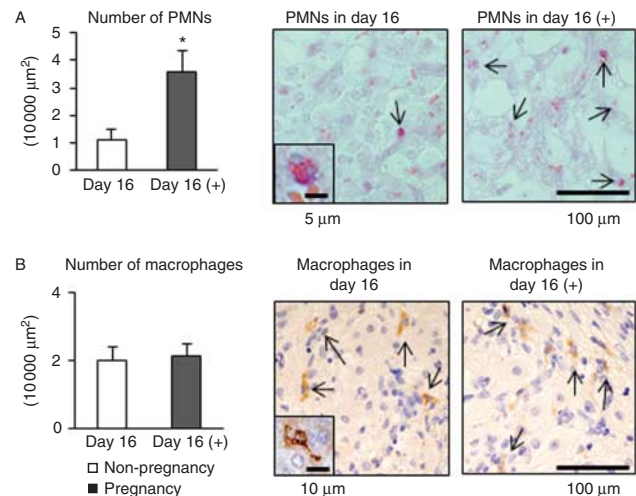 A
Number of PMNs
(10 000 μm²)
5
4
3
2
1
0
*
Day 16
Day 16 (+)
PMNs in day 16
5 μm
PMNs in day 16 (+)
100 μm
B
Number of macrophages
(10 000 μm²)
4
2
0
Day 16
Day 16 (+)
Non-pregnancy
Pregnancy
Macrophages in
day 16
10 μm
Macrophages in
day 16 (+)
100 μm